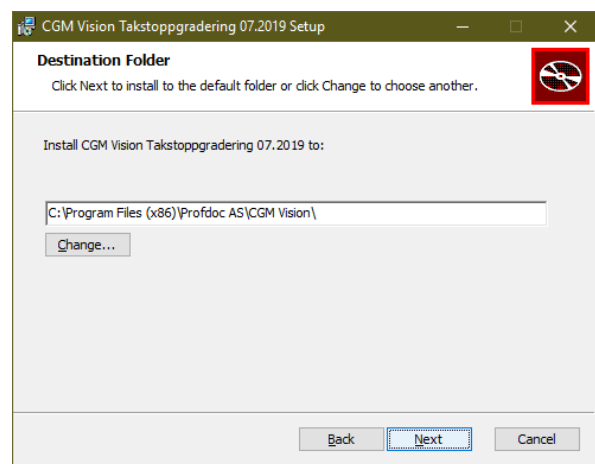 CGM Vision Takstoppgradering 07.2019 Setup
Destination Folder
Click Next to install to the default folder or click Change to choose another.
Install CGM Vision Takstoppgradering 07.2019 to:
C:\Program Files (x86)\Profdoc AS\CGM Vision\
Change...
Back Next Cancel